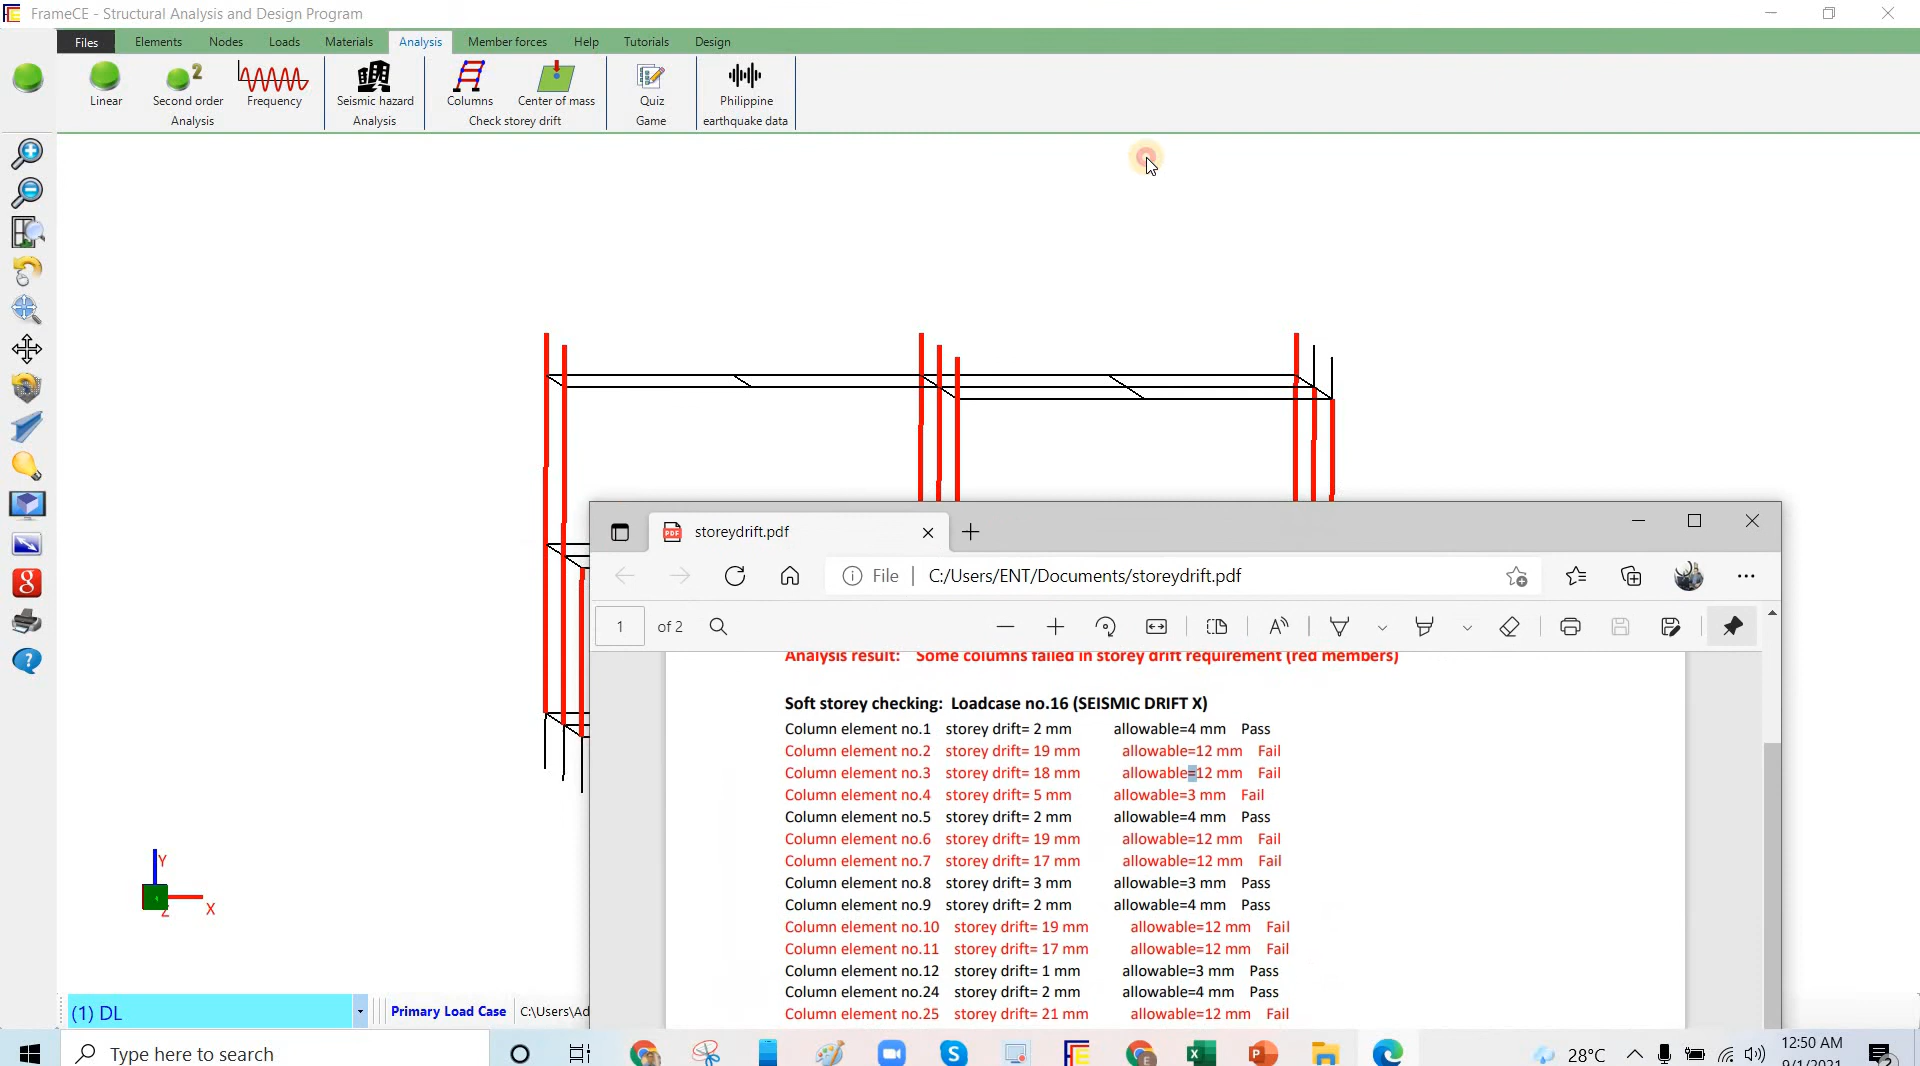 FrameCE - Structural Analysis and Design Program
Files Elements Nodes Loads Materials Analysis Member forces Help Tutorials Design
2
Linear Second order Frequency Seismic hazard Columns Center of mass Quiz Philippine
Analysis Analysis Check storey drift Game earthquake data
storeydrift.pdf
File C:/Users/ENT/Documents/storeydrift.pdf
1 of 2
Analysis result: Some columns failed in storey drift requirement (red members)
Soft storey checking: Loadcase no.16 (SEISMIC DRIFT X)
Column element no.1 storey drift= 2 mm allowable=4 mm Pass
Column element no.2 storey drift= 19 mm allowable=12 mm Fail
Column element no.3 storey drift= 18 mm allowable=12 mm Fail
Column element no.4 storey drift= 5 mm allowable=3 mm Fail
Column element no.5 storey drift= 2 mm allowable=4 mm Pass
Column element no.6 storey drift= 19 mm allowable=12 mm Fail
Column element no.7 storey drift= 17 mm allowable=12 mm Fail
Column element no.8 storey drift= 3 mm allowable=3 mm Pass
Column element no.9 storey drift= 2 mm allowable=4 mm Pass
Column element no.10 storey drift= 19 mm allowable=12 mm Fail
Column element no.11 storey drift= 17 mm allowable=12 mm Fail
Column element no.12 storey drift= 1 mm allowable=3 mm Pass
Column element no.24 storey drift= 2 mm allowable=4 mm Pass
Column element no.25 storey drift= 21 mm allowable=12 mm Fail
Y
X
Z
(1) DL Primary Load Case C:\Users\Ad
Type here to search
28°C
12:50 AM
9/1/2021